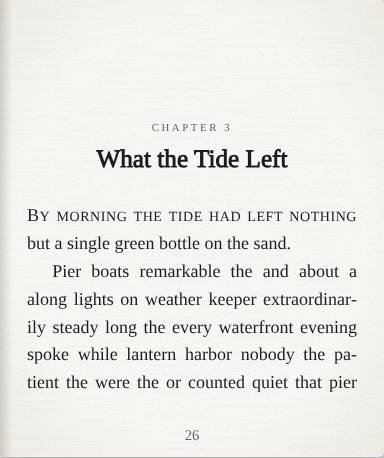 CHAPTER 3
What the Tide Left
BY MORNING THE TIDE HAD LEFT NOTHING
but a single green bottle on the sand.
Pier boats remarkable the and about a
along lights on weather keeper extraordinar-
ily steady long the every waterfront evening
spoke while lantern harbor nobody the pa-
tient the were the or counted quiet that pier
26